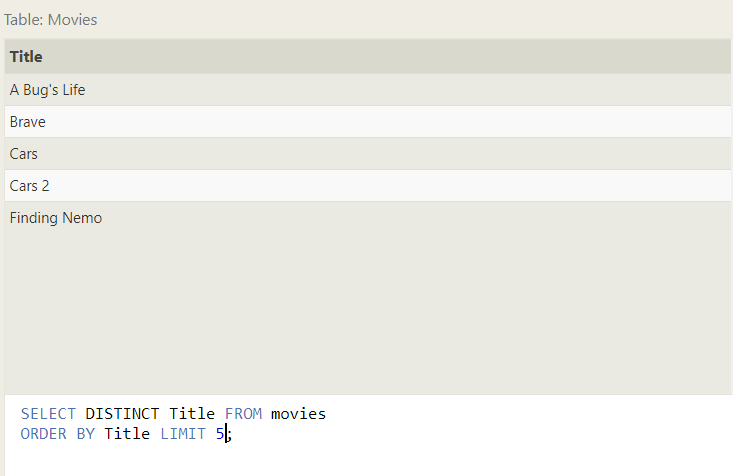 Table: Movies
Title
A Bug's Life
Brave
Cars
Cars 2
Finding Nemo
SELECT DISTINCT Title FROM movies
ORDER BY Title LIMIT 5;